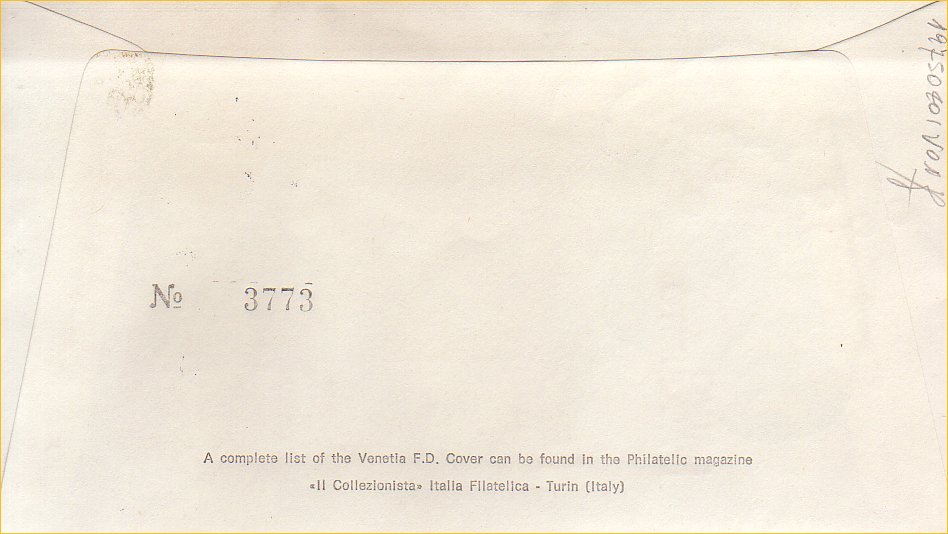 № 3773
A complete list of the Venetia F.D. Cover can be found in the Philatelic magazine
«Il Collezionista» Italia Filatelica - Turin (Italy)